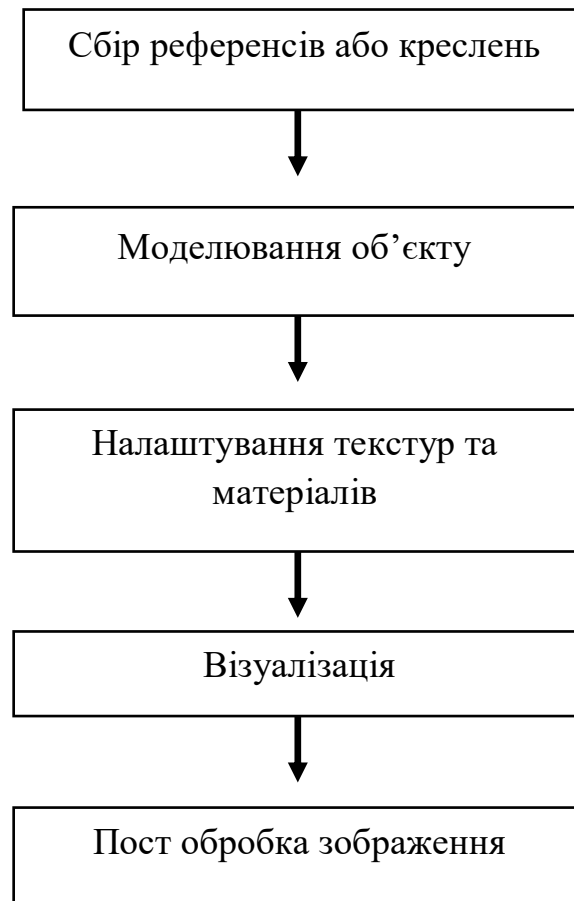 Сбір референсів або креслень
Моделювання об’єкту
Налаштування текстур та
матеріалів
Візуалізація
Пост обробка зображення